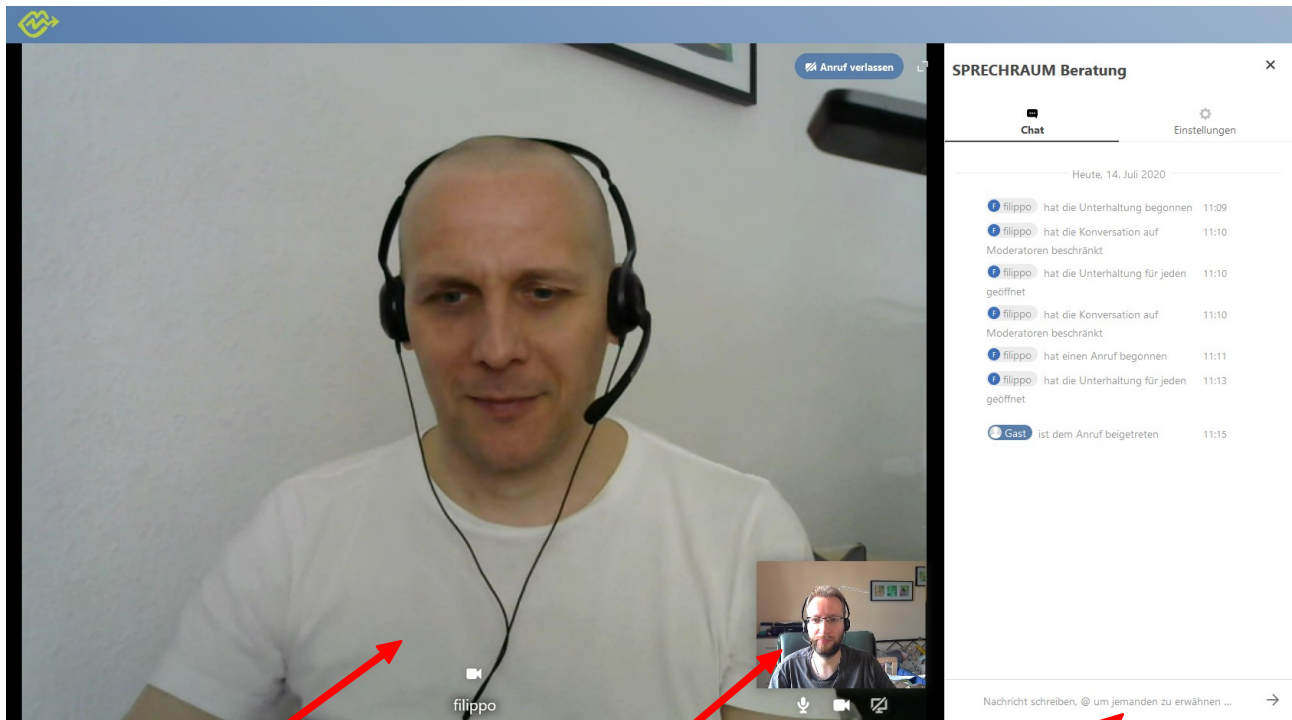 Anruf verlassen
SPRECHRAUM Beratung
Chat
Einstellungen
Heute, 14. Juli 2020
F filippo hat die Unterhaltung begonnen 11:09
F filippo hat die Konversation auf 11:10
Moderatoren beschränkt
F filippo hat die Unterhaltung für jeden 11:10
geöffnet
F filippo hat die Konversation auf 11:10
Moderatoren beschränkt
F filippo hat einen Anruf begonnen 11:11
F filippo hat die Unterhaltung für jeden 11:13
geöffnet
Gast ist dem Anruf beigetreten 11:15
filippo
Nachricht schreiben, @ um jemanden zu erwähnen ...